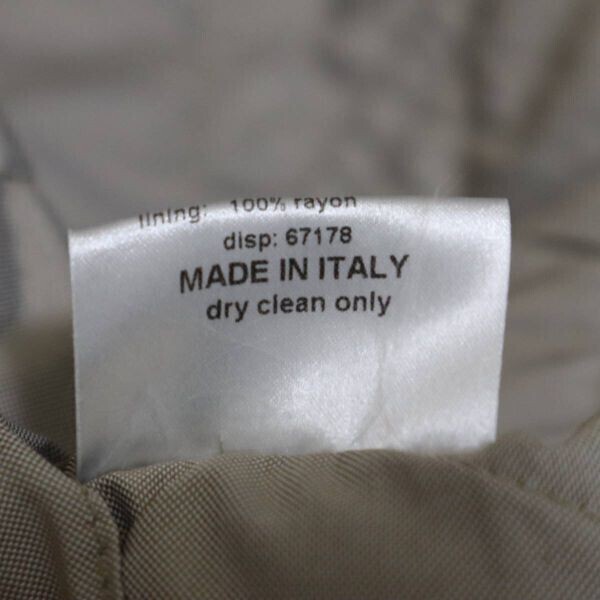 lining: 100% rayon
disp: 67178
MADE IN ITALY
dry clean only